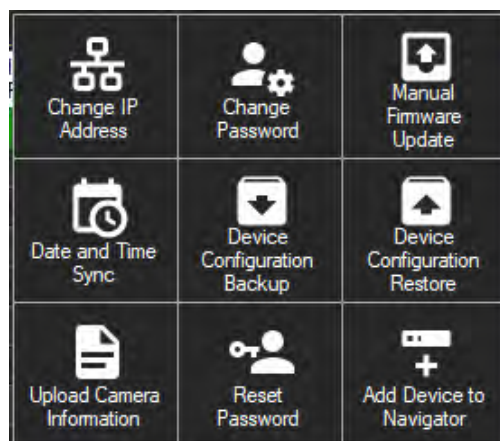 Change IP
Address
Change
Password
Manual
Firmware
Update
Date and Time
Sync
Device
Configuration
Backup
Device
Configuration
Restore
Upload Camera
Information
Reset
Password
Add Device to
Navigator